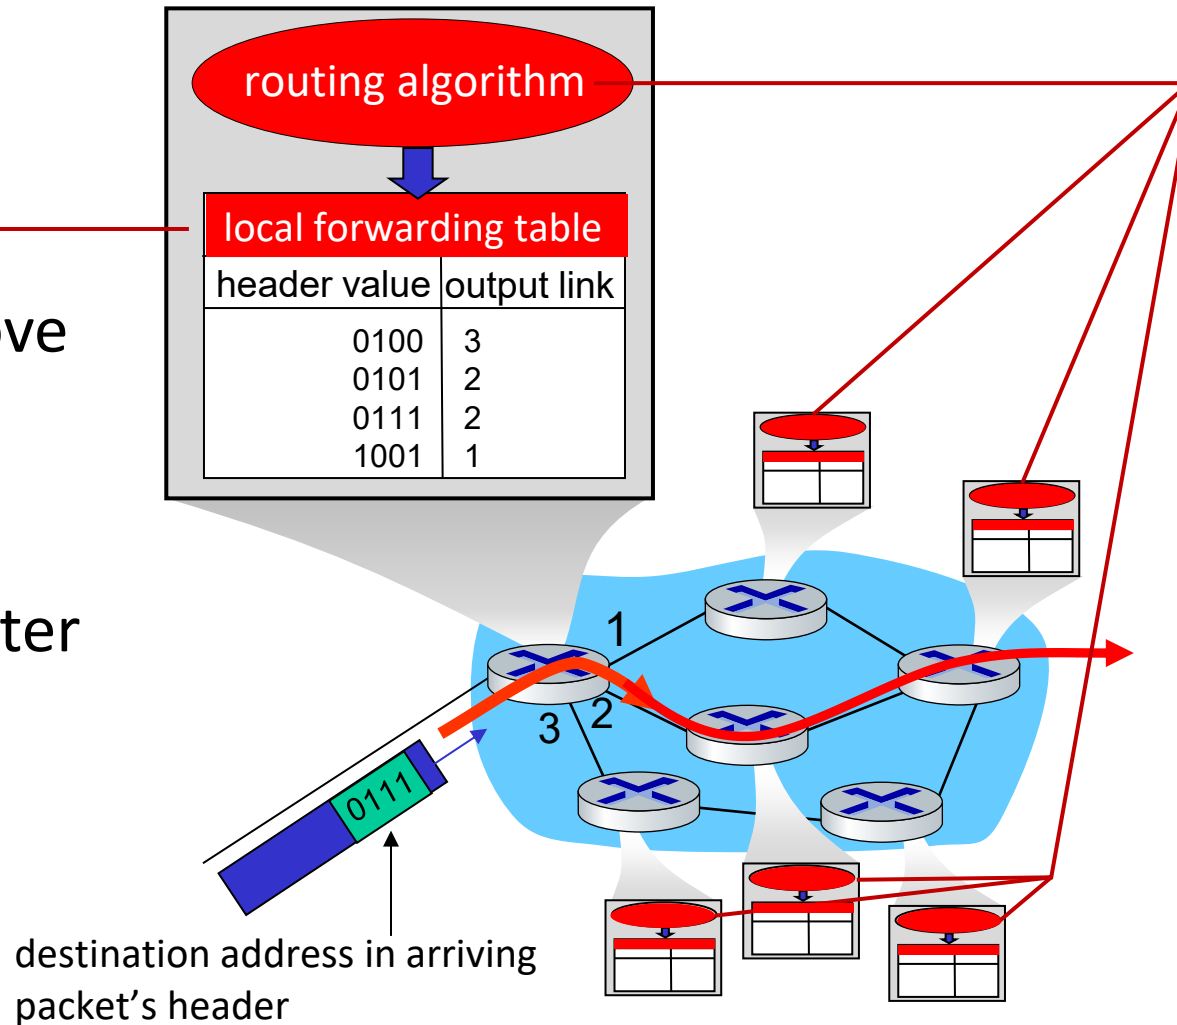 routing algorithm
local forwarding table
header value output link
0100 3
0101 2
0111 2
1001 1
ove
ter
1
2
3
0111
destination address in arriving
packet’s header